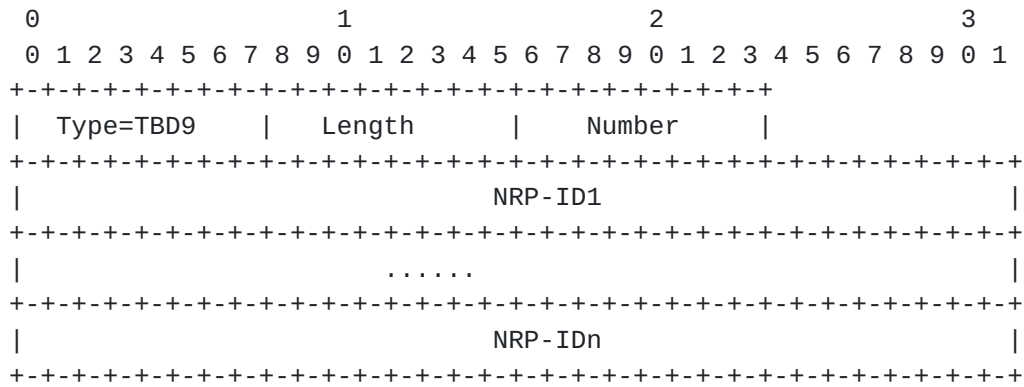 0                   1                   2                   3
 0 1 2 3 4 5 6 7 8 9 0 1 2 3 4 5 6 7 8 9 0 1 2 3 4 5 6 7 8 9 0 1
+-+-+-+-+-+-+-+-+-+-+-+-+-+-+-+-+-+-+-+-+-+-+-+-+
|  Type=TBD9    |   Length      |    Number     |
+-+-+-+-+-+-+-+-+-+-+-+-+-+-+-+-+-+-+-+-+-+-+-+-+-+-+-+-+-+-+-+-+
|                              NRP-ID1                          |
+-+-+-+-+-+-+-+-+-+-+-+-+-+-+-+-+-+-+-+-+-+-+-+-+-+-+-+-+-+-+-+-+
|                       ......                                  |
+-+-+-+-+-+-+-+-+-+-+-+-+-+-+-+-+-+-+-+-+-+-+-+-+-+-+-+-+-+-+-+-+
|                              NRP-IDn                          |
+-+-+-+-+-+-+-+-+-+-+-+-+-+-+-+-+-+-+-+-+-+-+-+-+-+-+-+-+-+-+-+-+